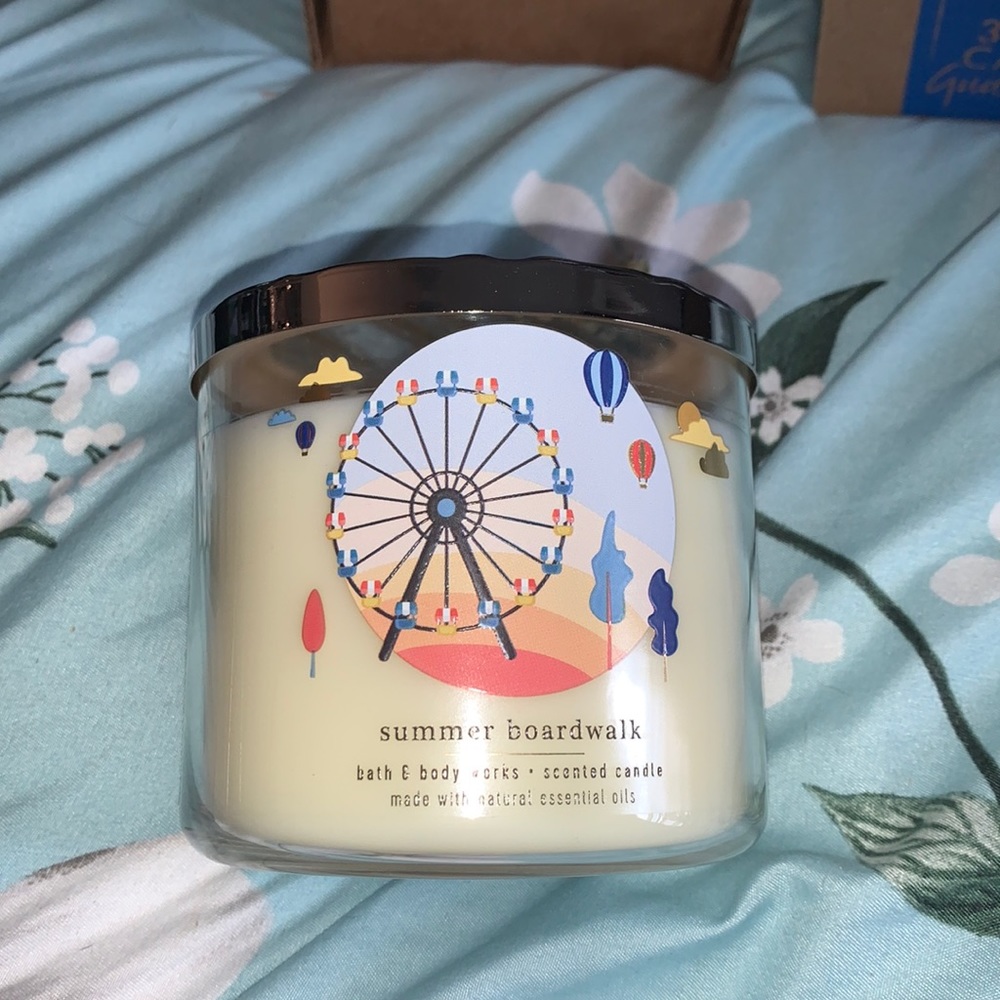 summer boardwalk
bath & body works • scented candle
made with natural essential oils